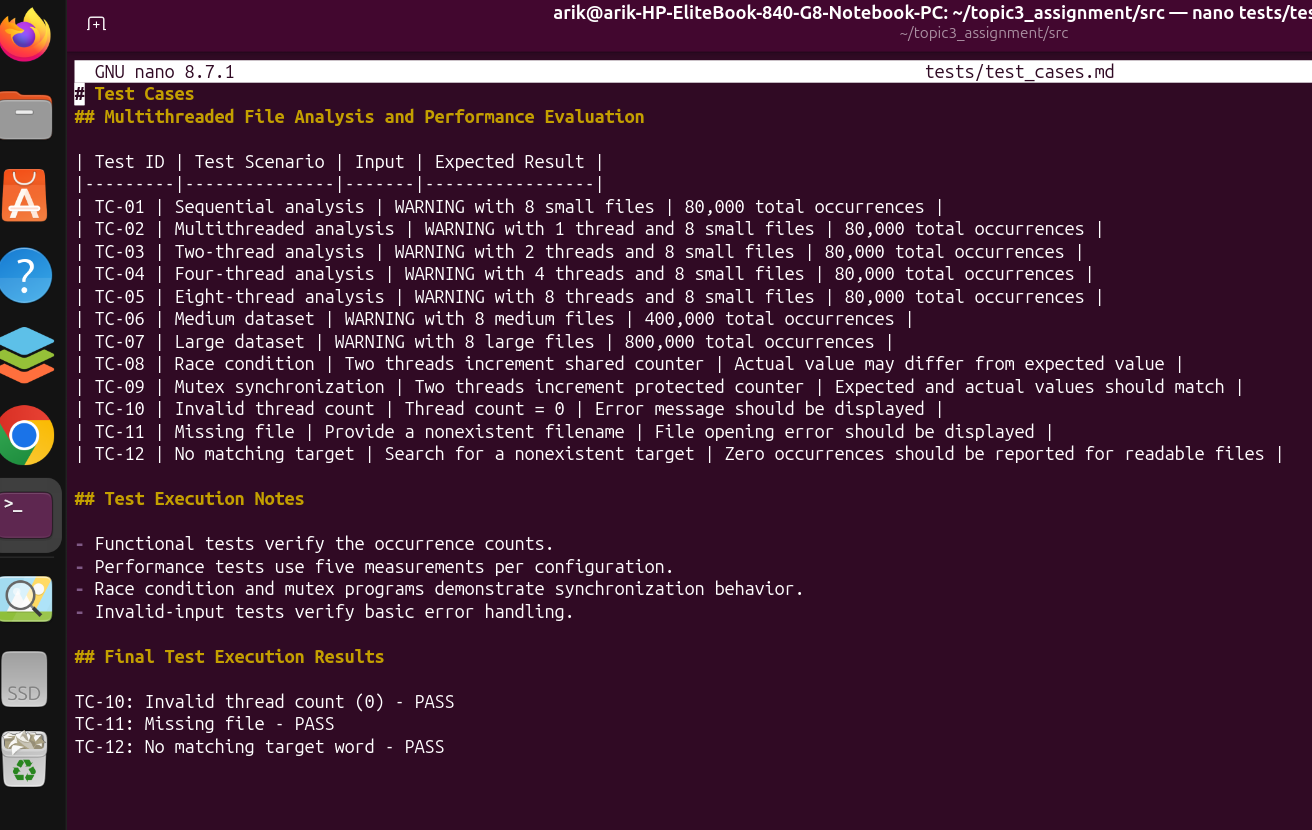 arik@arik-HP-EliteBook-840-G8-Notebook-PC: ~/topic3_assignment/src — nano tests/tes
~/topic3_assignment/src
GNU nano 8.7.1 tests/test_cases.md
# Test Cases
## Multithreaded File Analysis and Performance Evaluation
| Test ID | Test Scenario | Input | Expected Result |
|---------|---------------|-------|-----------------|
| TC-01 | Sequential analysis | WARNING with 8 small files | 80,000 total occurrences |
| TC-02 | Multithreaded analysis | WARNING with 1 thread and 8 small files | 80,000 total occurrences |
| TC-03 | Two-thread analysis | WARNING with 2 threads and 8 small files | 80,000 total occurrences |
| TC-04 | Four-thread analysis | WARNING with 4 threads and 8 small files | 80,000 total occurrences |
| TC-05 | Eight-thread analysis | WARNING with 8 threads and 8 small files | 80,000 total occurrences |
| TC-06 | Medium dataset | WARNING with 8 medium files | 400,000 total occurrences |
| TC-07 | Large dataset | WARNING with 8 large files | 800,000 total occurrences |
| TC-08 | Race condition | Two threads increment shared counter | Actual value may differ from expected value |
| TC-09 | Mutex synchronization | Two threads increment protected counter | Expected and actual values should match |
| TC-10 | Invalid thread count | Thread count = 0 | Error message should be displayed |
| TC-11 | Missing file | Provide a nonexistent filename | File opening error should be displayed |
| TC-12 | No matching target | Search for a nonexistent target | Zero occurrences should be reported for readable files |
## Test Execution Notes
- Functional tests verify the occurrence counts.
- Performance tests use five measurements per configuration.
- Race condition and mutex programs demonstrate synchronization behavior.
- Invalid-input tests verify basic error handling.
## Final Test Execution Results
TC-10: Invalid thread count (0) - PASS
TC-11: Missing file - PASS
TC-12: No matching target word - PASS
SSD